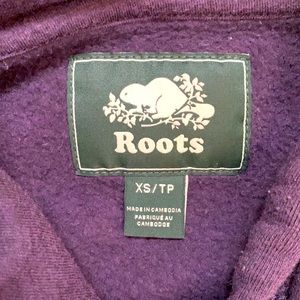 Roots
XS/TP
MADE IN CAMBODIA
FABRIQUÉ AU
CAMBODGE